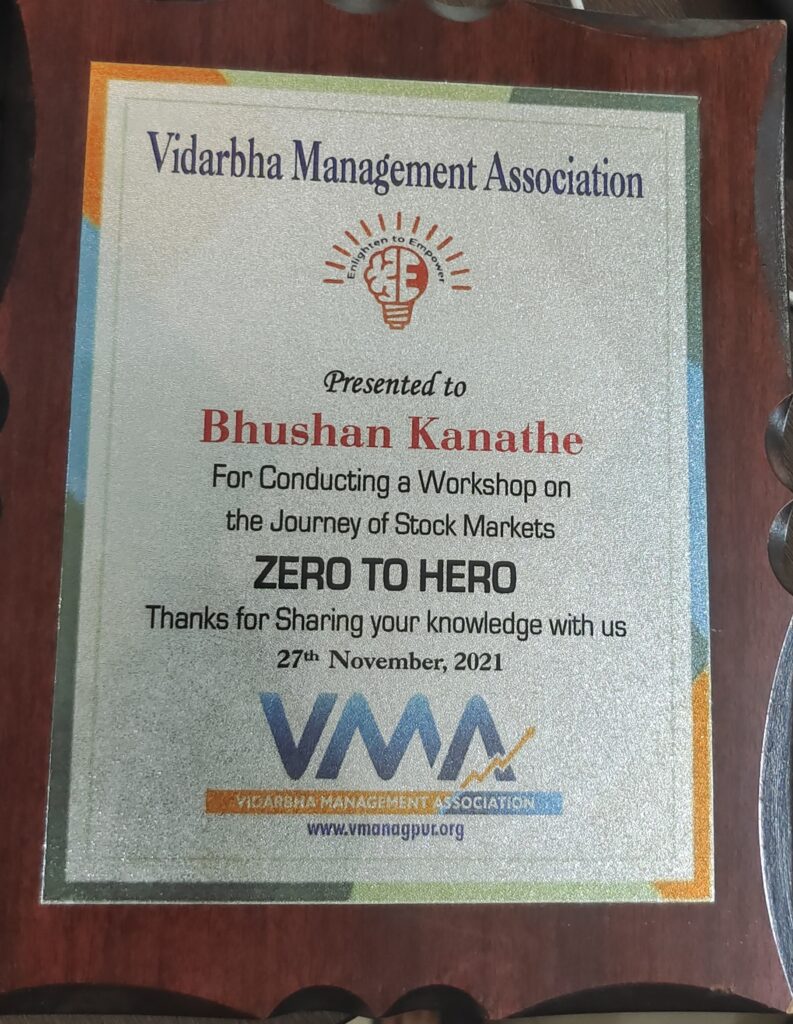 Vidarbha Management Association
Enlighten to Empower
E
Presented to
Bhushan Kanathe
For Conducting a Workshop on
the Journey of Stock Markets
ZERO TO HERO
Thanks for Sharing your knowledge with us
27th November, 2021
VMA
VIDARBHA MANAGEMENT ASSOCIATION
www.vmanagpur.org